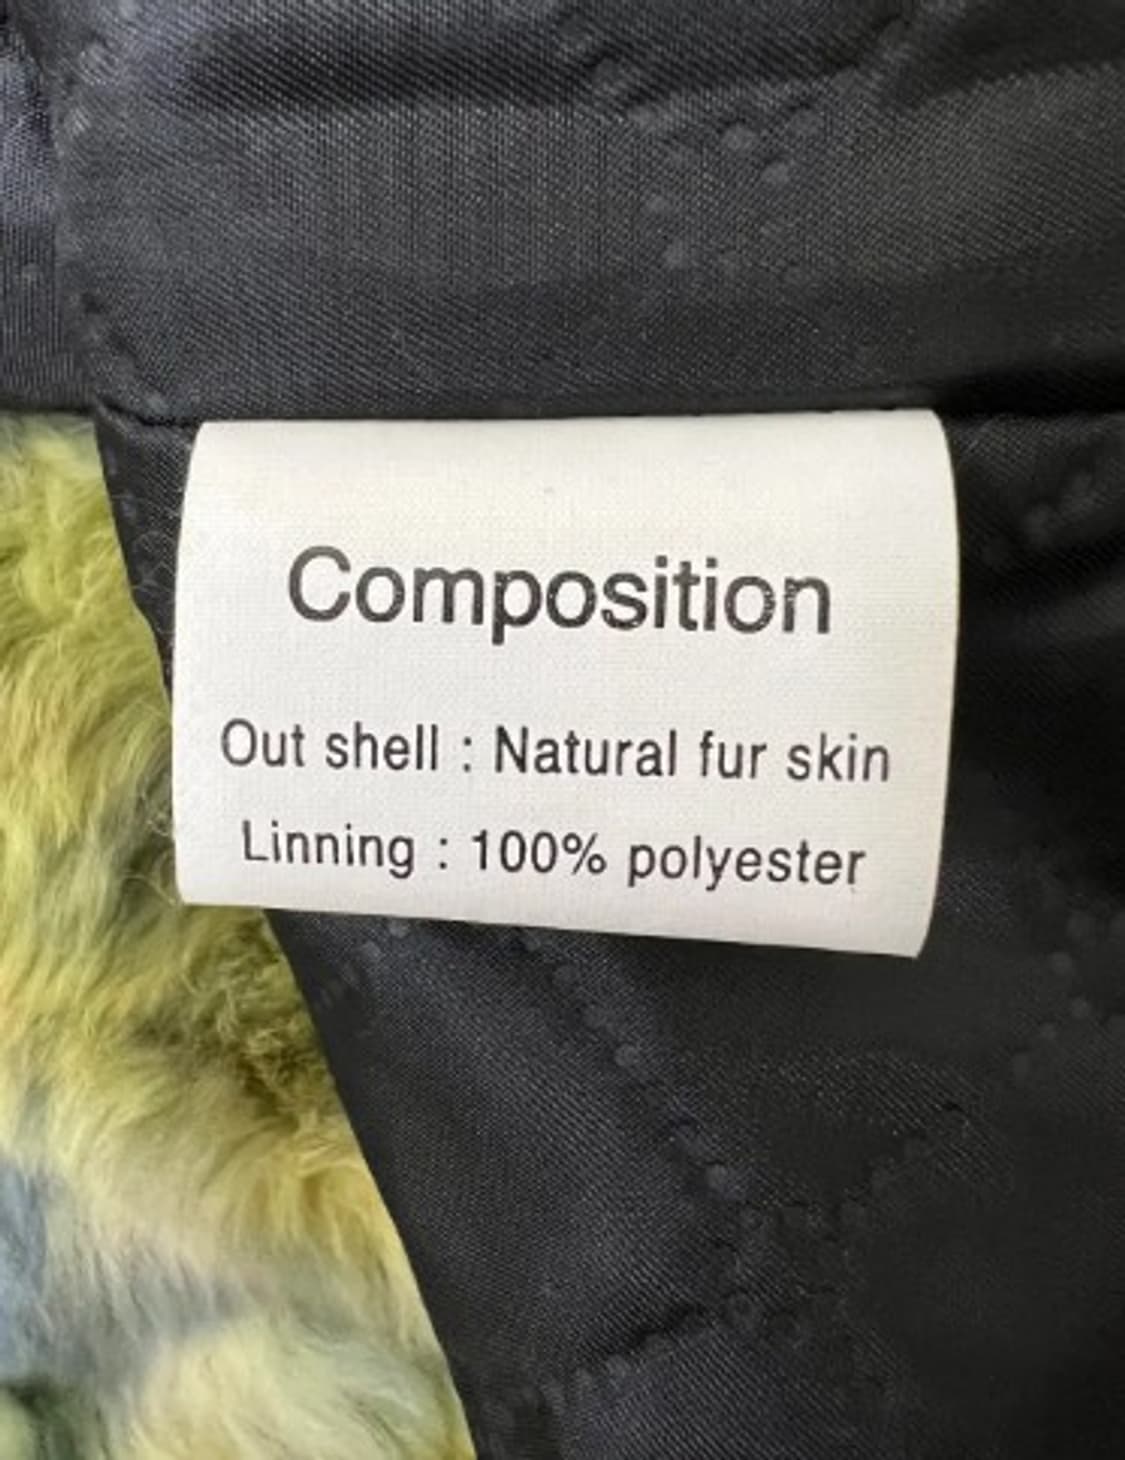 Composition
Out shell : Natural fur skin
Linning : 100% polyester